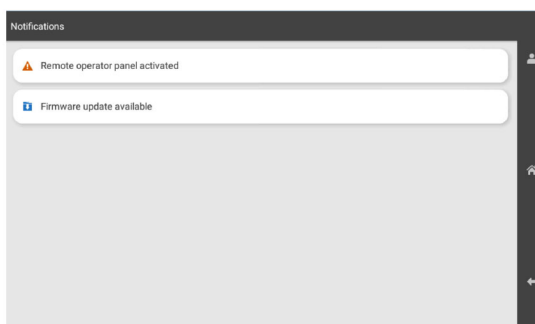 Notifications
Remote operator panel activated
Firmware update available